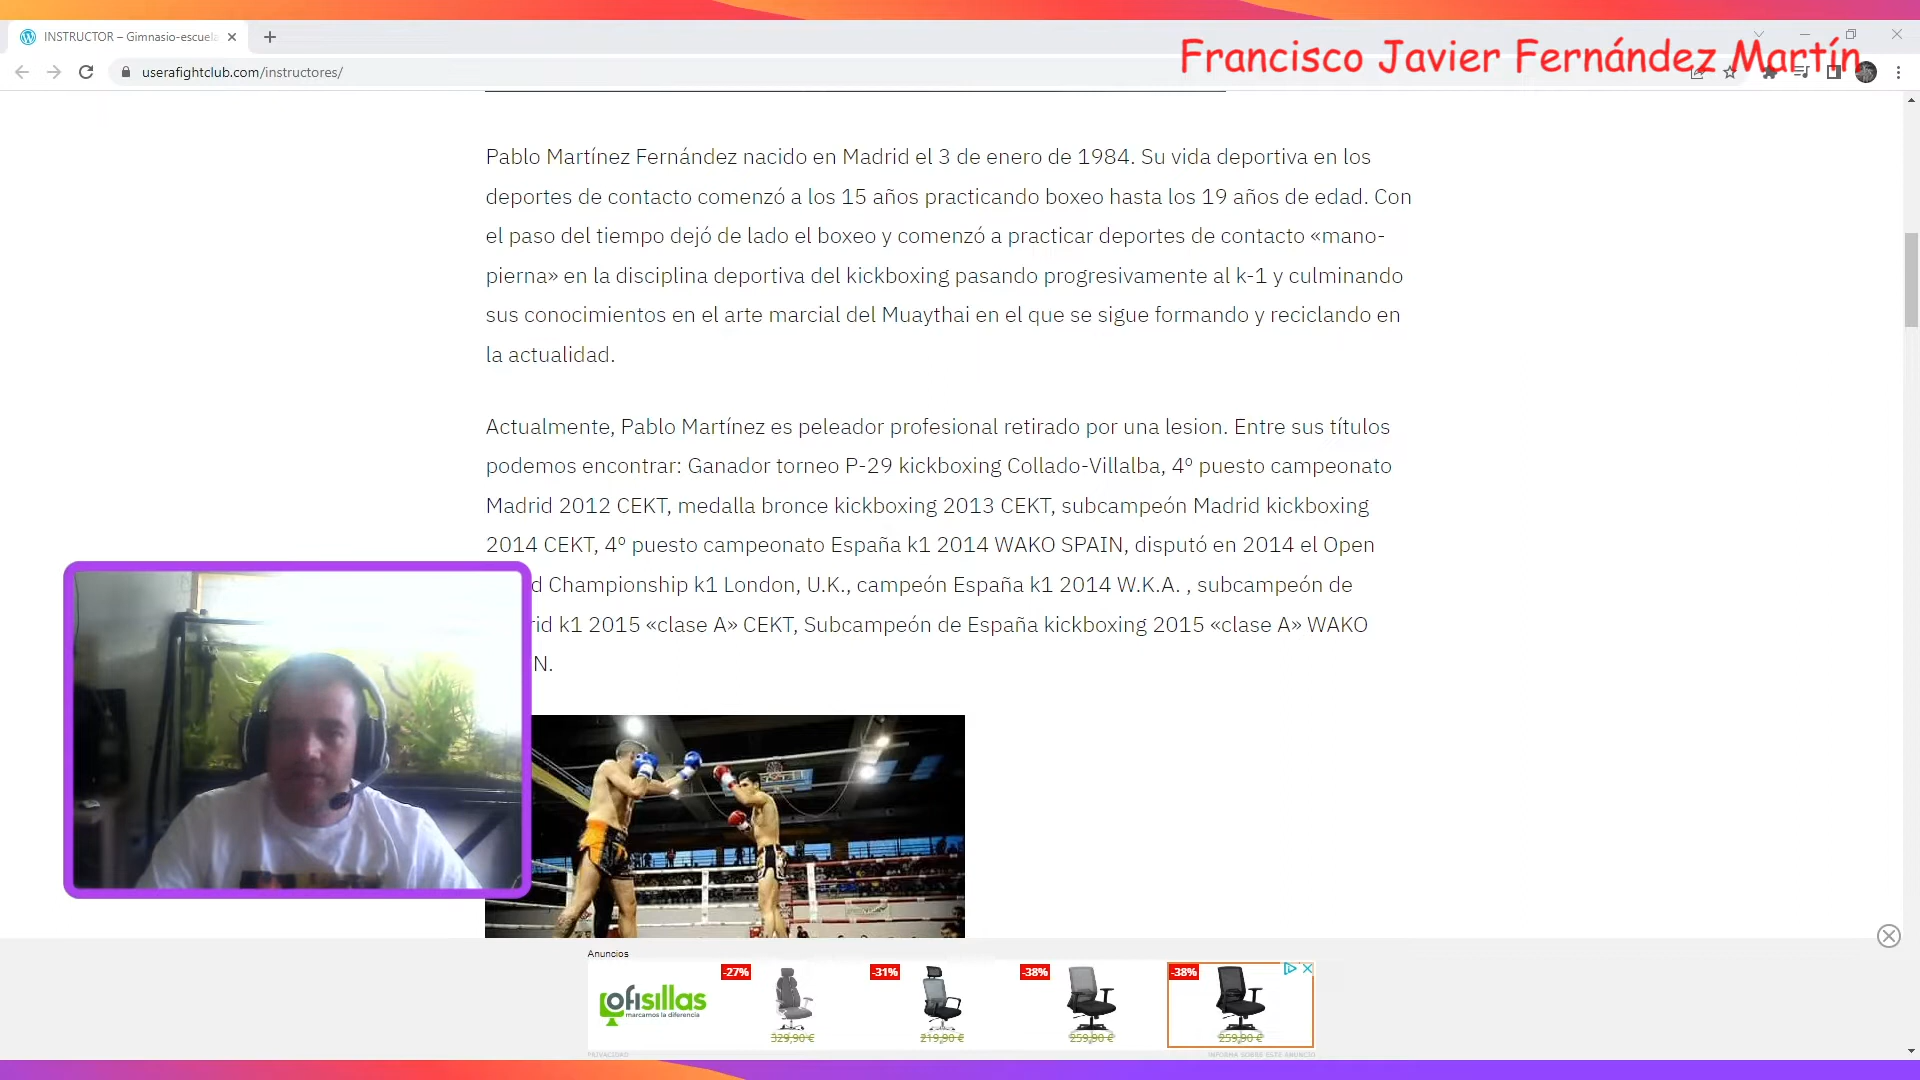 INSTRUCTOR – Gimnasio-escuela
Francisco Javier Fernández Martín
userafightclub.com/instructores/
Pablo Martínez Fernández nacido en Madrid el 3 de enero de 1984. Su vida deportiva en los
deportes de contacto comenzó a los 15 años practicando boxeo hasta los 19 años de edad. Con
el paso del tiempo dejó de lado el boxeo y comenzó a practicar deportes de contacto «mano-
pierna» en la disciplina deportiva del kickboxing pasando progresivamente al k-1 y culminando
sus conocimientos en el arte marcial del Muaythai en el que se sigue formando y reciclando en
la actualidad.
Actualmente, Pablo Martínez es peleador profesional retirado por una lesion. Entre sus títulos
podemos encontrar: Ganador torneo P-29 kickboxing Collado-Villalba, 4º puesto campeonato
Madrid 2012 CEKT, medalla bronce kickboxing 2013 CEKT, subcampeón Madrid kickboxing
2014 CEKT, 4º puesto campeonato España k1 2014 WAKO SPAIN, disputó en 2014 el Open
d Championship k1 London, U.K., campeón España k1 2014 W.K.A. , subcampeón de
rid k1 2015 «clase A» CEKT, Subcampeón de España kickboxing 2015 «clase A» WAKO
N.
Anuncios
-27% -31% -38% -38%
ofisillas
marcamos la diferencia
329,90 € 219,90 € 259,90 € 259,90 €
INFORMA SOBRE ESTE ANUNCIO